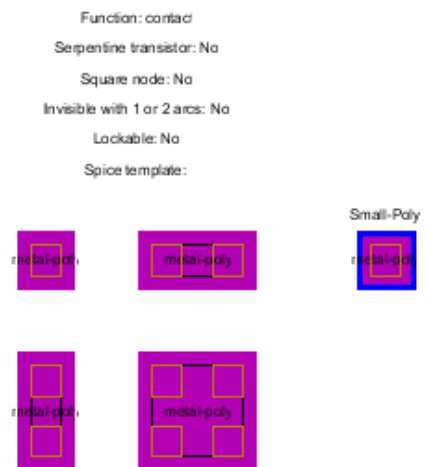 Function: contact
Serpentine transistor: No
Square node: No
Invisible with 1 or 2 arcs: No
Lockable: No
Spice template:
Small-Poly
metal-poly
metal-poly
metal-poly
metal-poly
metal-poly